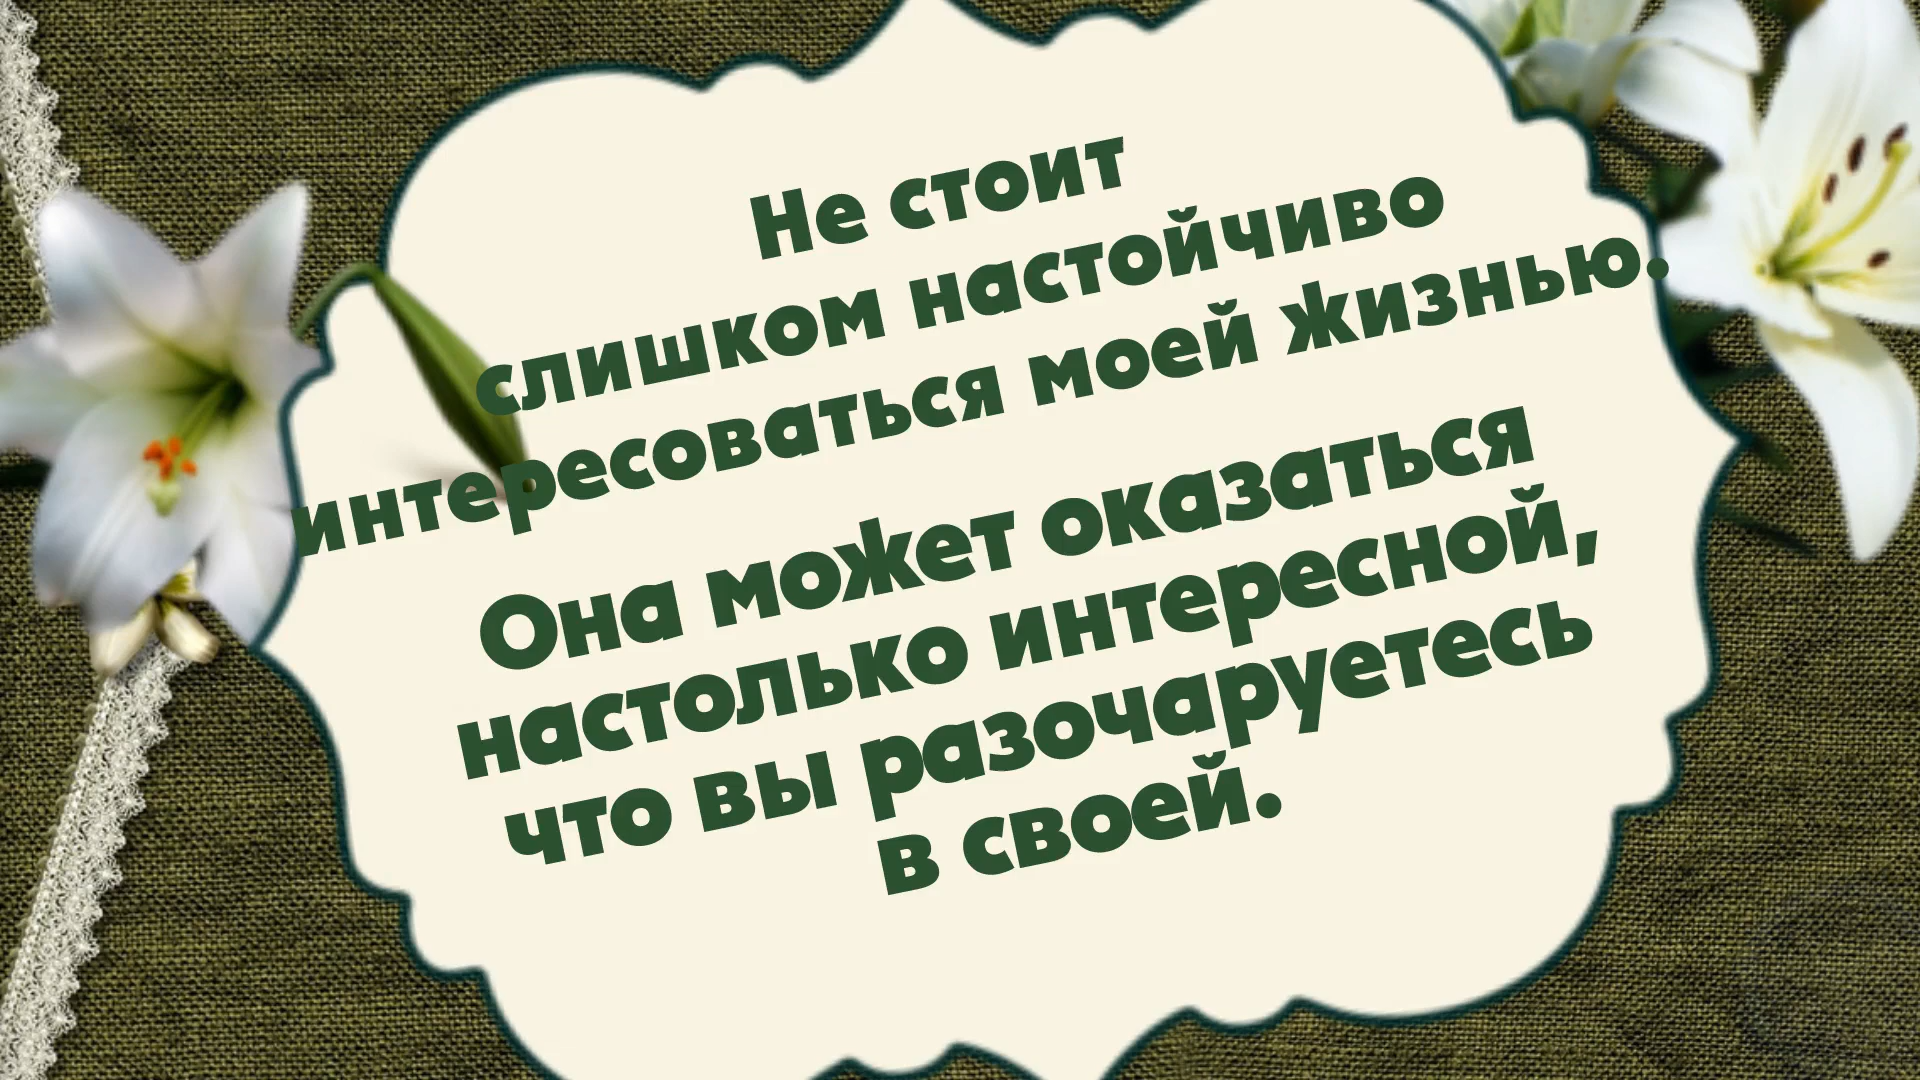 Не стоит
слишком настойчиво
интересоваться моей жизнью.
Она может оказаться
настолько интересной,
что вы разочаруетесь
в своей.